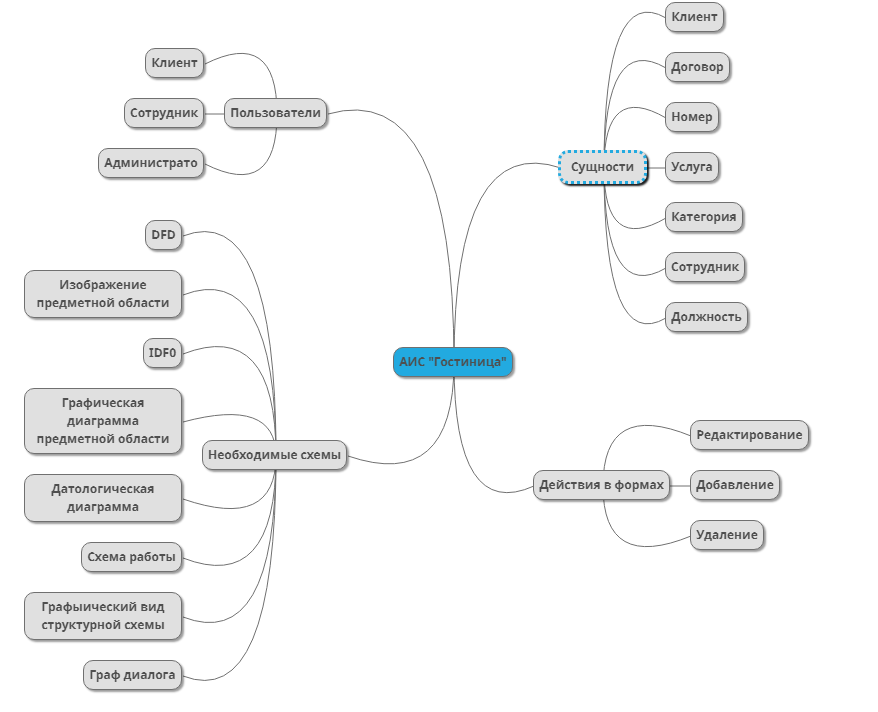 Клиент
Сотрудник
Администрато
Пользователи
DFD
Изображение
предметной области
IDF0
Графическая
диаграмма
предметной области
Необходимые схемы
Датологическая
диаграмма
Схема работы
Графыический вид
структурной схемы
Граф диалога
АИС "Гостиница"
Сущности
Клиент
Договор
Номер
Услуга
Категория
Сотрудник
Должность
Действия в формах
Редактирование
Добавление
Удаление